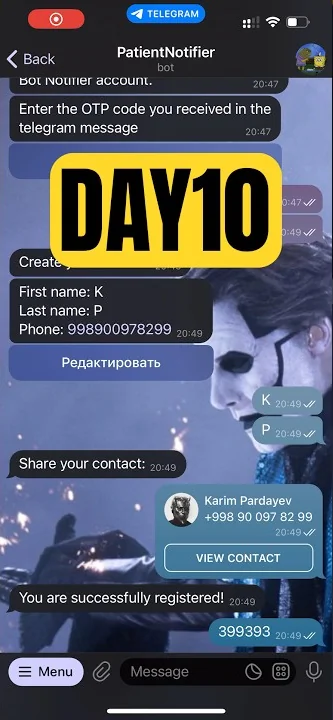 TELEGRAM
Back
PatientNotifier
bot
Bot Notifier account.
20:47
Enter the OTP code you received in the
telegram message
20:47
DAY10
0:47
:49
Create
First name: K
Last name: P
Phone: 998900978299
20:49
Редактировать
K 20:49
P 20:49
Share your contact: 20:49
Karim Pardayev
+998 90 097 82 99
20:49
VIEW CONTACT
You are successfully registered! 20:49
399393 20:49
Menu
Message